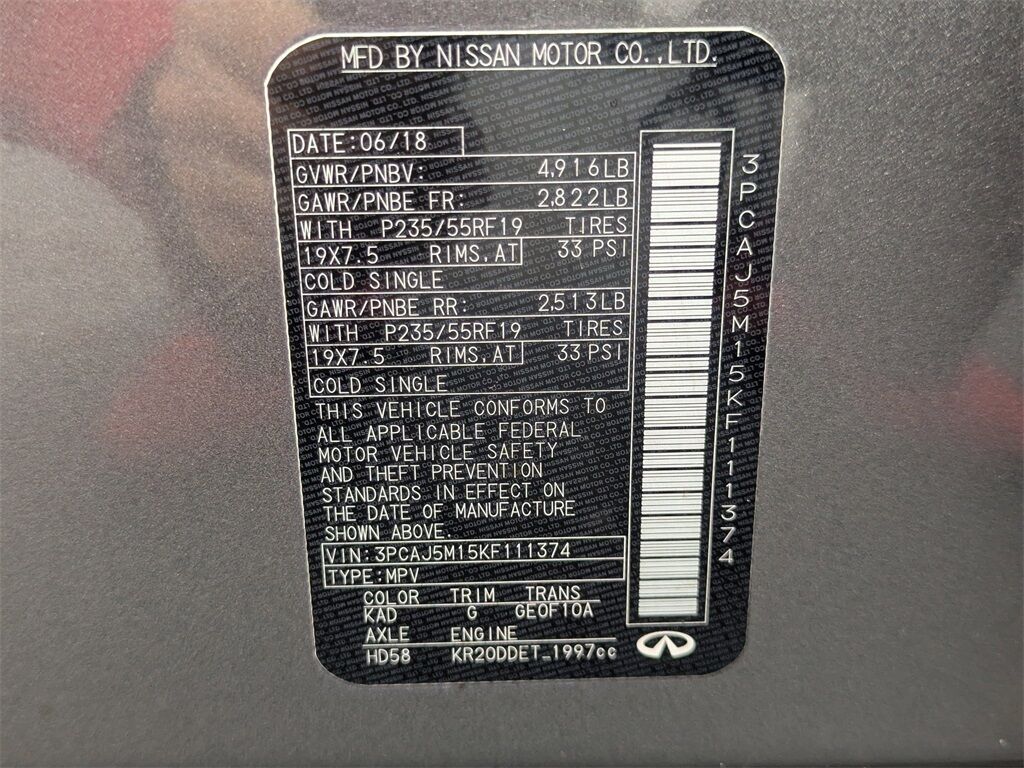 MFD BY NISSAN MOTOR CO.,LTD.
DATE:06/18
GVWR/PNBV: 4,916LB
GAWR/PNBE FR: 2,822LB
WITH P235/55RF19 TIRES
19X7.5 RIMS,AT 33 PSI
COLD SINGLE
GAWR/PNBE RR: 2,513LB
WITH P235/55RF19 TIRES
19X7.5 RIMS,AT 33 PSI
COLD SINGLE
THIS VEHICLE CONFORMS TO
ALL APPLICABLE FEDERAL
MOTOR VEHICLE SAFETY
AND THEFT PREVENTION
STANDARDS IN EFFECT ON
THE DATE OF MANUFACTURE
SHOWN ABOVE.
VIN:3PCAJ5M15KF111374
TYPE:MPV
COLOR TRIM TRANS
KAD G GE0F10A
AXLE ENGINE
HD58 KR20DDET_1997cc
3PCAJ5M15KF111374